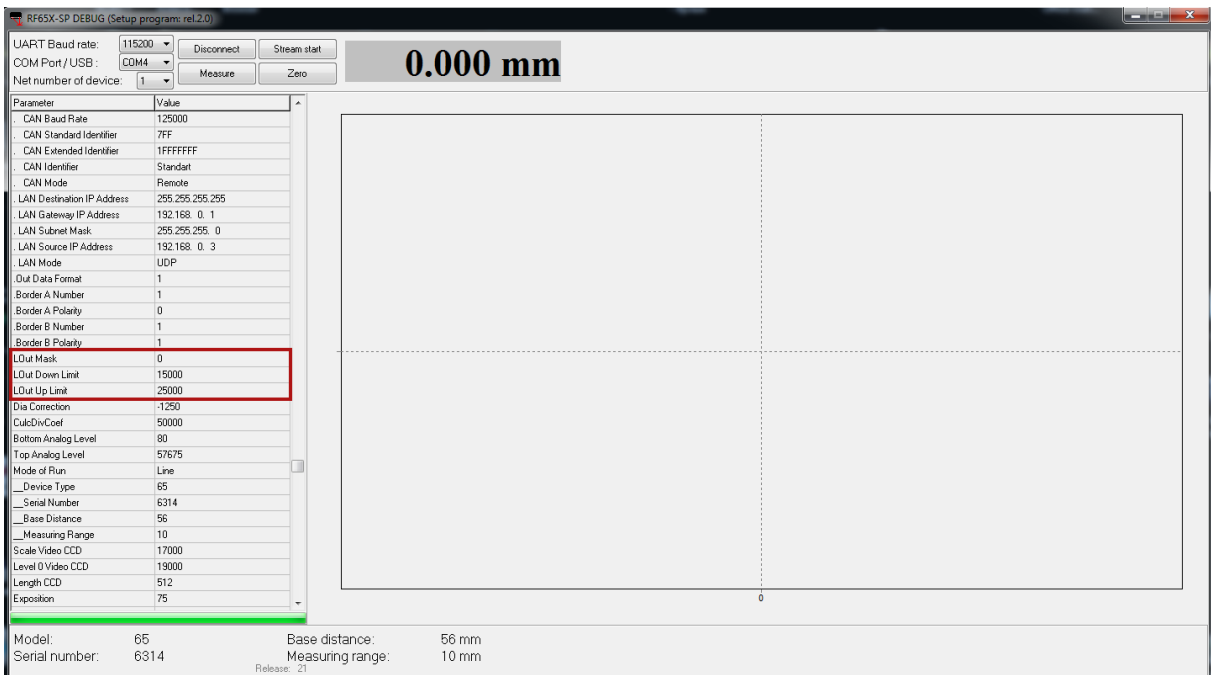 RF65X-SP DEBUG (Setup program: rel.2.0)
UART Baud rate: 115200 Disconnect Stream start
COM Port / USB : COM4
Net number of device: 1 Measure Zero
0.000 mm
Parameter Value
. CAN Baud Rate 125000
. CAN Standard Identifier 7FF
. CAN Extended Identifier 1FFFFFFF
. CAN Identifier Standart
. CAN Mode Remote
. LAN Destination IP Address 255.255.255.255
. LAN Gateway IP Address 192.168. 0. 1
. LAN Subnet Mask 255.255.255. 0
. LAN Source IP Address 192.168. 0. 3
. LAN Mode UDP
.Out Data Format 1
.Border A Number 1
.Border A Polarity 0
.Border B Number 1
.Border B Polarity 1
LOut Mask 0
LOut Down Limit 15000
LOut Up Limit 25000
Dia Correction -1250
CulcDivCoef 50000
Bottom Analog Level 80
Top Analog Level 57675
Mode of Run Line
__Device Type 65
__Serial Number 6314
__Base Distance 56
__Measuring Range 10
Scale Video CCD 17000
Level 0 Video CCD 19000
Length CCD 512
Exposition 75
0
Model: 65 Base distance: 56 mm
Serial number: 6314 Measuring range: 10 mm
Release: 21